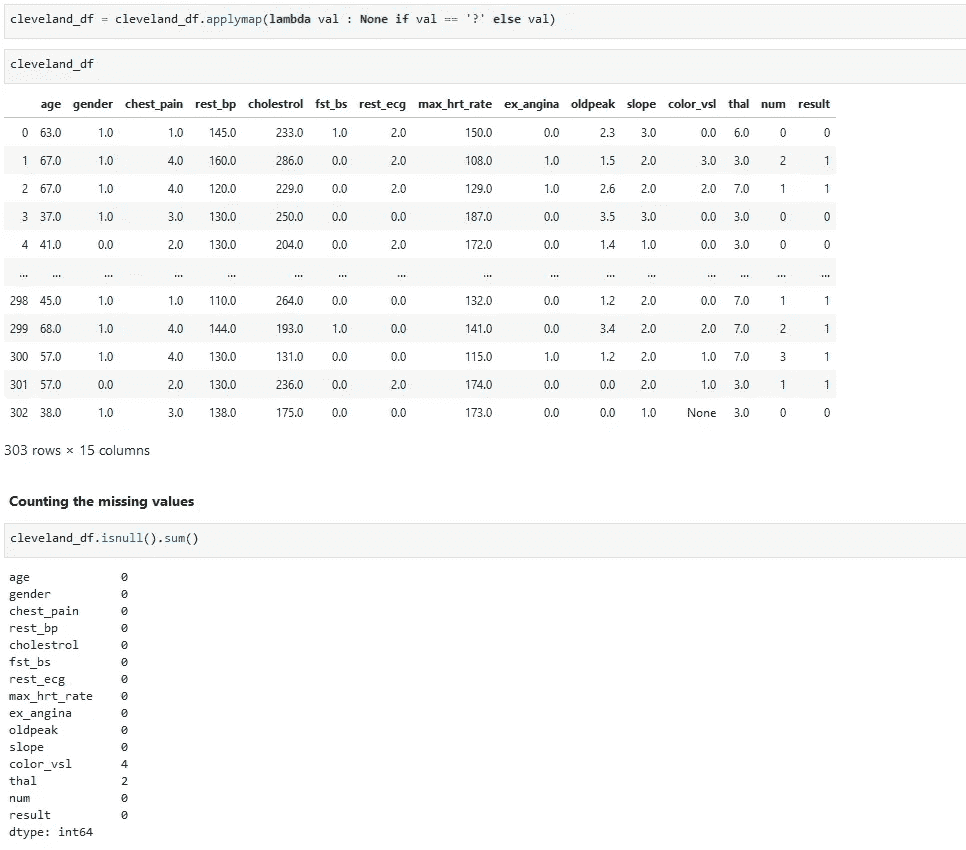 cleveland_df = cleveland_df.applymap(lambda val : None if val == '?' else val)
cleveland_df
age gender chest_pain rest_bp cholestrol fst_bs rest_ecg max_hrt_rate ex_angina oldpeak slope color_vsl thal num result
0 63.0 1.0 1.0 145.0 233.0 1.0 2.0 150.0 0.0 2.3 3.0 0.0 6.0 0 0
1 67.0 1.0 4.0 160.0 286.0 0.0 2.0 108.0 1.0 1.5 2.0 3.0 3.0 2 1
2 67.0 1.0 4.0 120.0 229.0 0.0 2.0 129.0 1.0 2.6 2.0 2.0 7.0 1 1
3 37.0 1.0 3.0 130.0 250.0 0.0 0.0 187.0 0.0 3.5 3.0 0.0 3.0 0 0
4 41.0 0.0 2.0 130.0 204.0 0.0 2.0 172.0 0.0 1.4 1.0 0.0 3.0 0 0
... ... ... ... ... ... ... ... ... ... ... ... ... ... ... ...
298 45.0 1.0 1.0 110.0 264.0 0.0 0.0 132.0 0.0 1.2 2.0 0.0 7.0 1 1
299 68.0 1.0 4.0 144.0 193.0 1.0 0.0 141.0 0.0 3.4 2.0 2.0 7.0 2 1
300 57.0 1.0 4.0 130.0 131.0 0.0 0.0 115.0 1.0 1.2 2.0 1.0 7.0 3 1
301 57.0 0.0 2.0 130.0 236.0 0.0 2.0 174.0 0.0 0.0 2.0 1.0 3.0 1 1
302 38.0 1.0 3.0 138.0 175.0 0.0 0.0 173.0 0.0 0.0 1.0 None 3.0 0 0
303 rows × 15 columns
Counting the missing values
cleveland_df.isnull().sum()
age 0
gender 0
chest_pain 0
rest_bp 0
cholestrol 0
fst_bs 0
rest_ecg 0
max_hrt_rate 0
ex_angina 0
oldpeak 0
slope 0
color_vsl 4
thal 2
num 0
result 0
dtype: int64